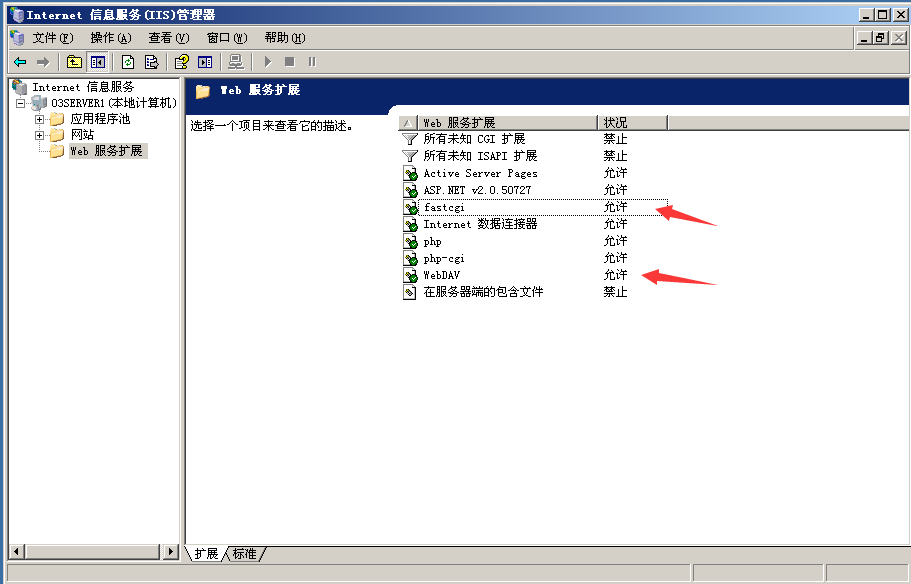 Internet 信息服务(IIS)管理器
文件(F) 操作(A) 查看(V) 窗口(W) 帮助(H)
Internet 信息服务
O3SERVER1(本地计算机)
应用程序池
网站
Web 服务扩展
Web 服务扩展
选择一个项目来查看它的描述。
Web 服务扩展 状况
所有未知 CGI 扩展 禁止
所有未知 ISAPI 扩展 禁止
Active Server Pages 允许
ASP.NET v2.0.50727 允许
fastcgi 允许
Internet 数据连接器 允许
php 允许
php-cgi 允许
WebDAV 允许
在服务器端的包含文件 禁止
扩展 标准